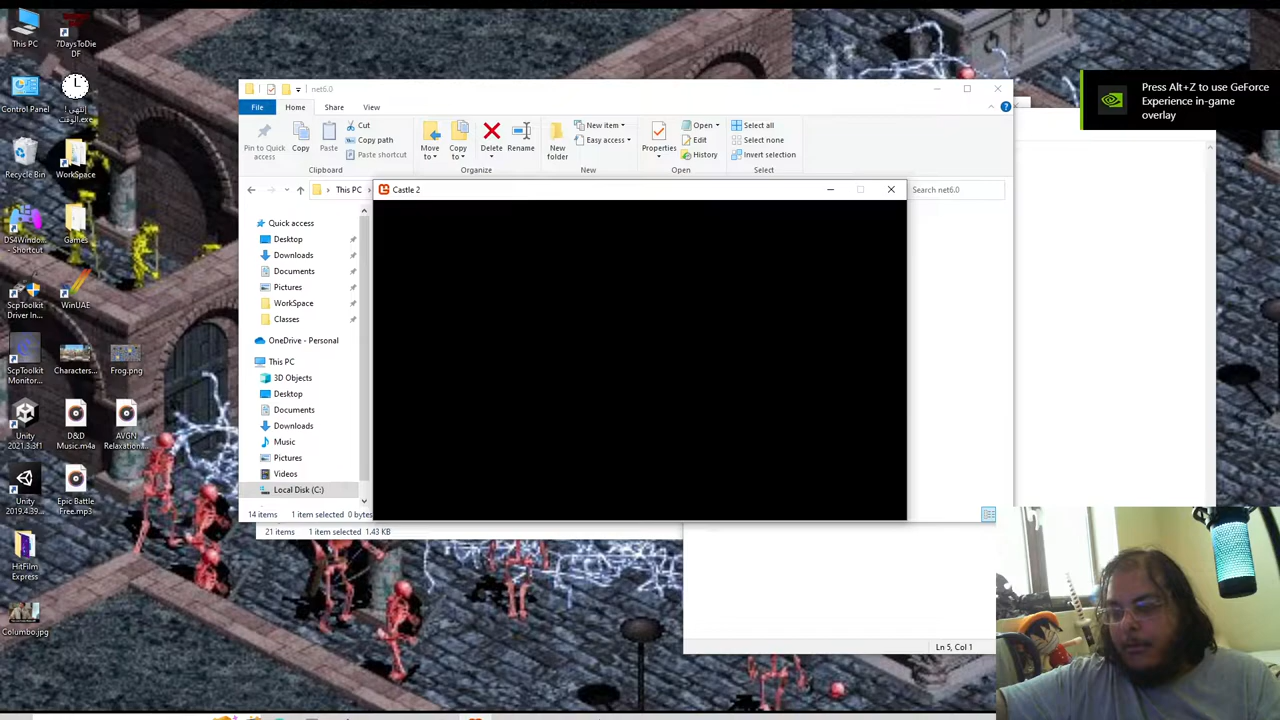 This PC
7DaysToDie
DF
Control Panel
إنتهى !
الوقت.exe
Recycle Bin
WorkSpace
DS4Window...
- Shortcut
Games
ScpToolkit
Driver In...
WinUAE
ScpToolkit
Monitor...
Characters...
Frog.png
Unity
2021.3.3f1
D&D
Music.m4a
AVGN
Relaxation...
Unity
2019.4.39...
Epic Battle
Free.mp3
HitFilm
Express
Columbo.jpg
net6.0
File
Home
Share
View
Pin to Quick
access
Copy
Paste
Cut
Copy path
Paste shortcut
Move
to
Copy
to
Delete
Rename
New
folder
New item
Easy access
Properties
Open
Edit
History
Select all
Select none
Invert selection
Clipboard
Organize
New
Open
Select
This PC
Search net6.0
Castle 2
Quick access
Desktop
Downloads
Documents
Pictures
WorkSpace
Classes
OneDrive - Personal
This PC
3D Objects
Desktop
Documents
Downloads
Music
Pictures
Videos
Local Disk (C:)
14 items
1 item selected 0 bytes
21 items
1 item selected 1.43 KB
Ln 5, Col 1
Press Alt+Z to use GeForce
Experience in-game
overlay